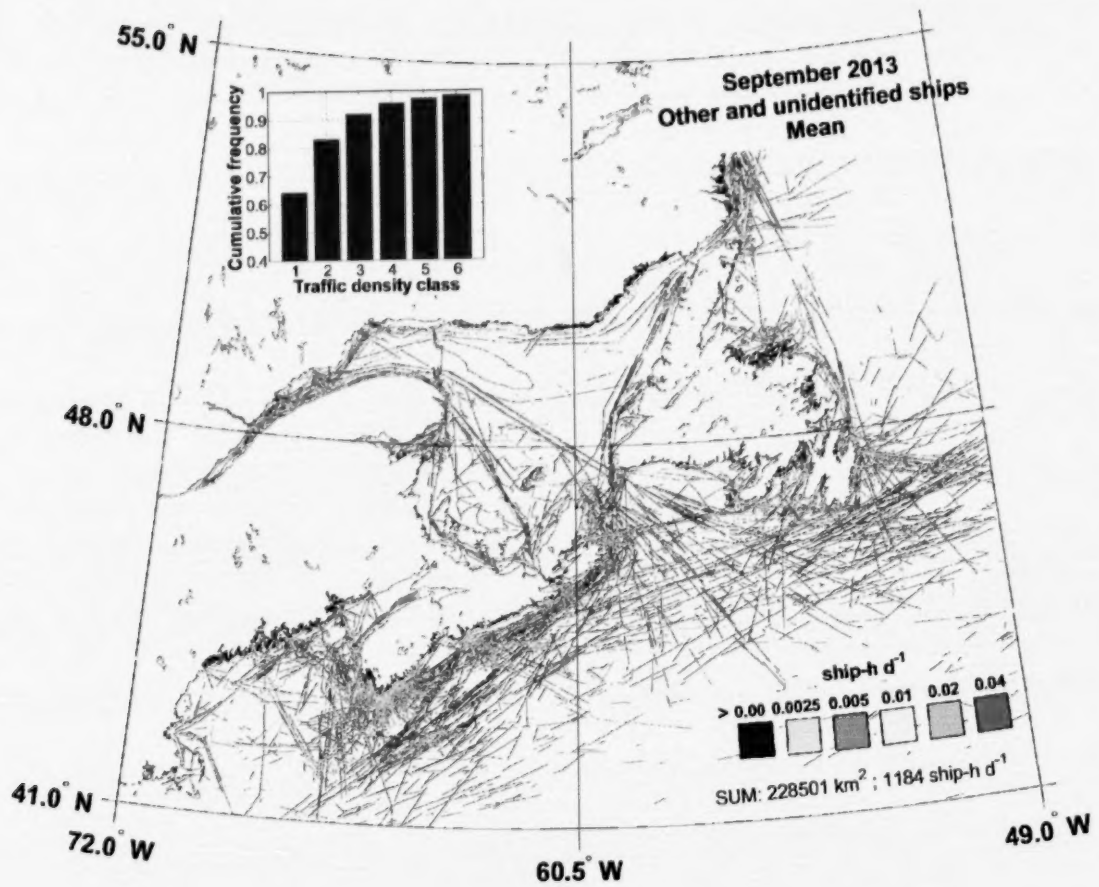 55.0° N
September 2013
Other and unidentified ships
Mean
Cumulative frequency
1
0.9
0.8
0.7
0.6
0.5
0.4
1 2 3 4 5 6
Traffic density class
48.0° N
ship-h d⁻¹
> 0.00 0.0025 0.005 0.01 0.02 0.04
SUM: 228501 km² ; 1184 ship-h d⁻¹
41.0° N
72.0° W
60.5° W
49.0° W